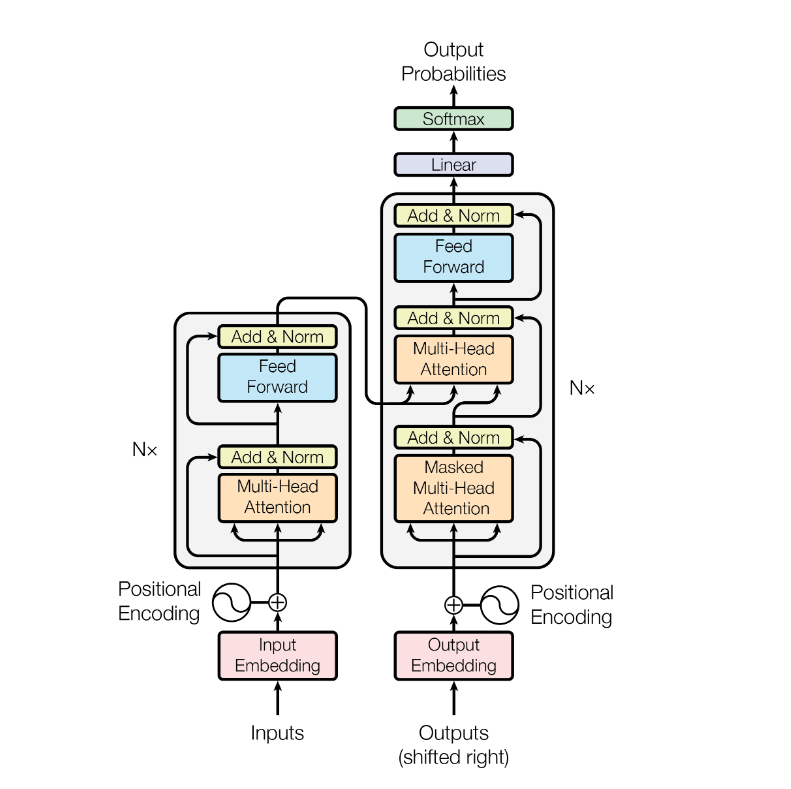 Output
Probabilities
Softmax
Linear
Add & Norm
Feed
Forward
Add & Norm
Multi-Head
Attention
Nx
Add & Norm
Masked
Multi-Head
Attention
Positional
Encoding
Output
Embedding
Outputs
(shifted right)
Add & Norm
Feed
Forward
N×
Add & Norm
Multi-Head
Attention
Positional
Encoding
Input
Embedding
Inputs